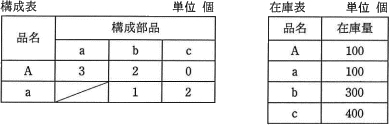 構成表 単位 個
品名 構成部品
a b c
A 3 2 0
a 1 2
在庫表 単位 個
品名 在庫量
A 100
a 100
b 300
c 400